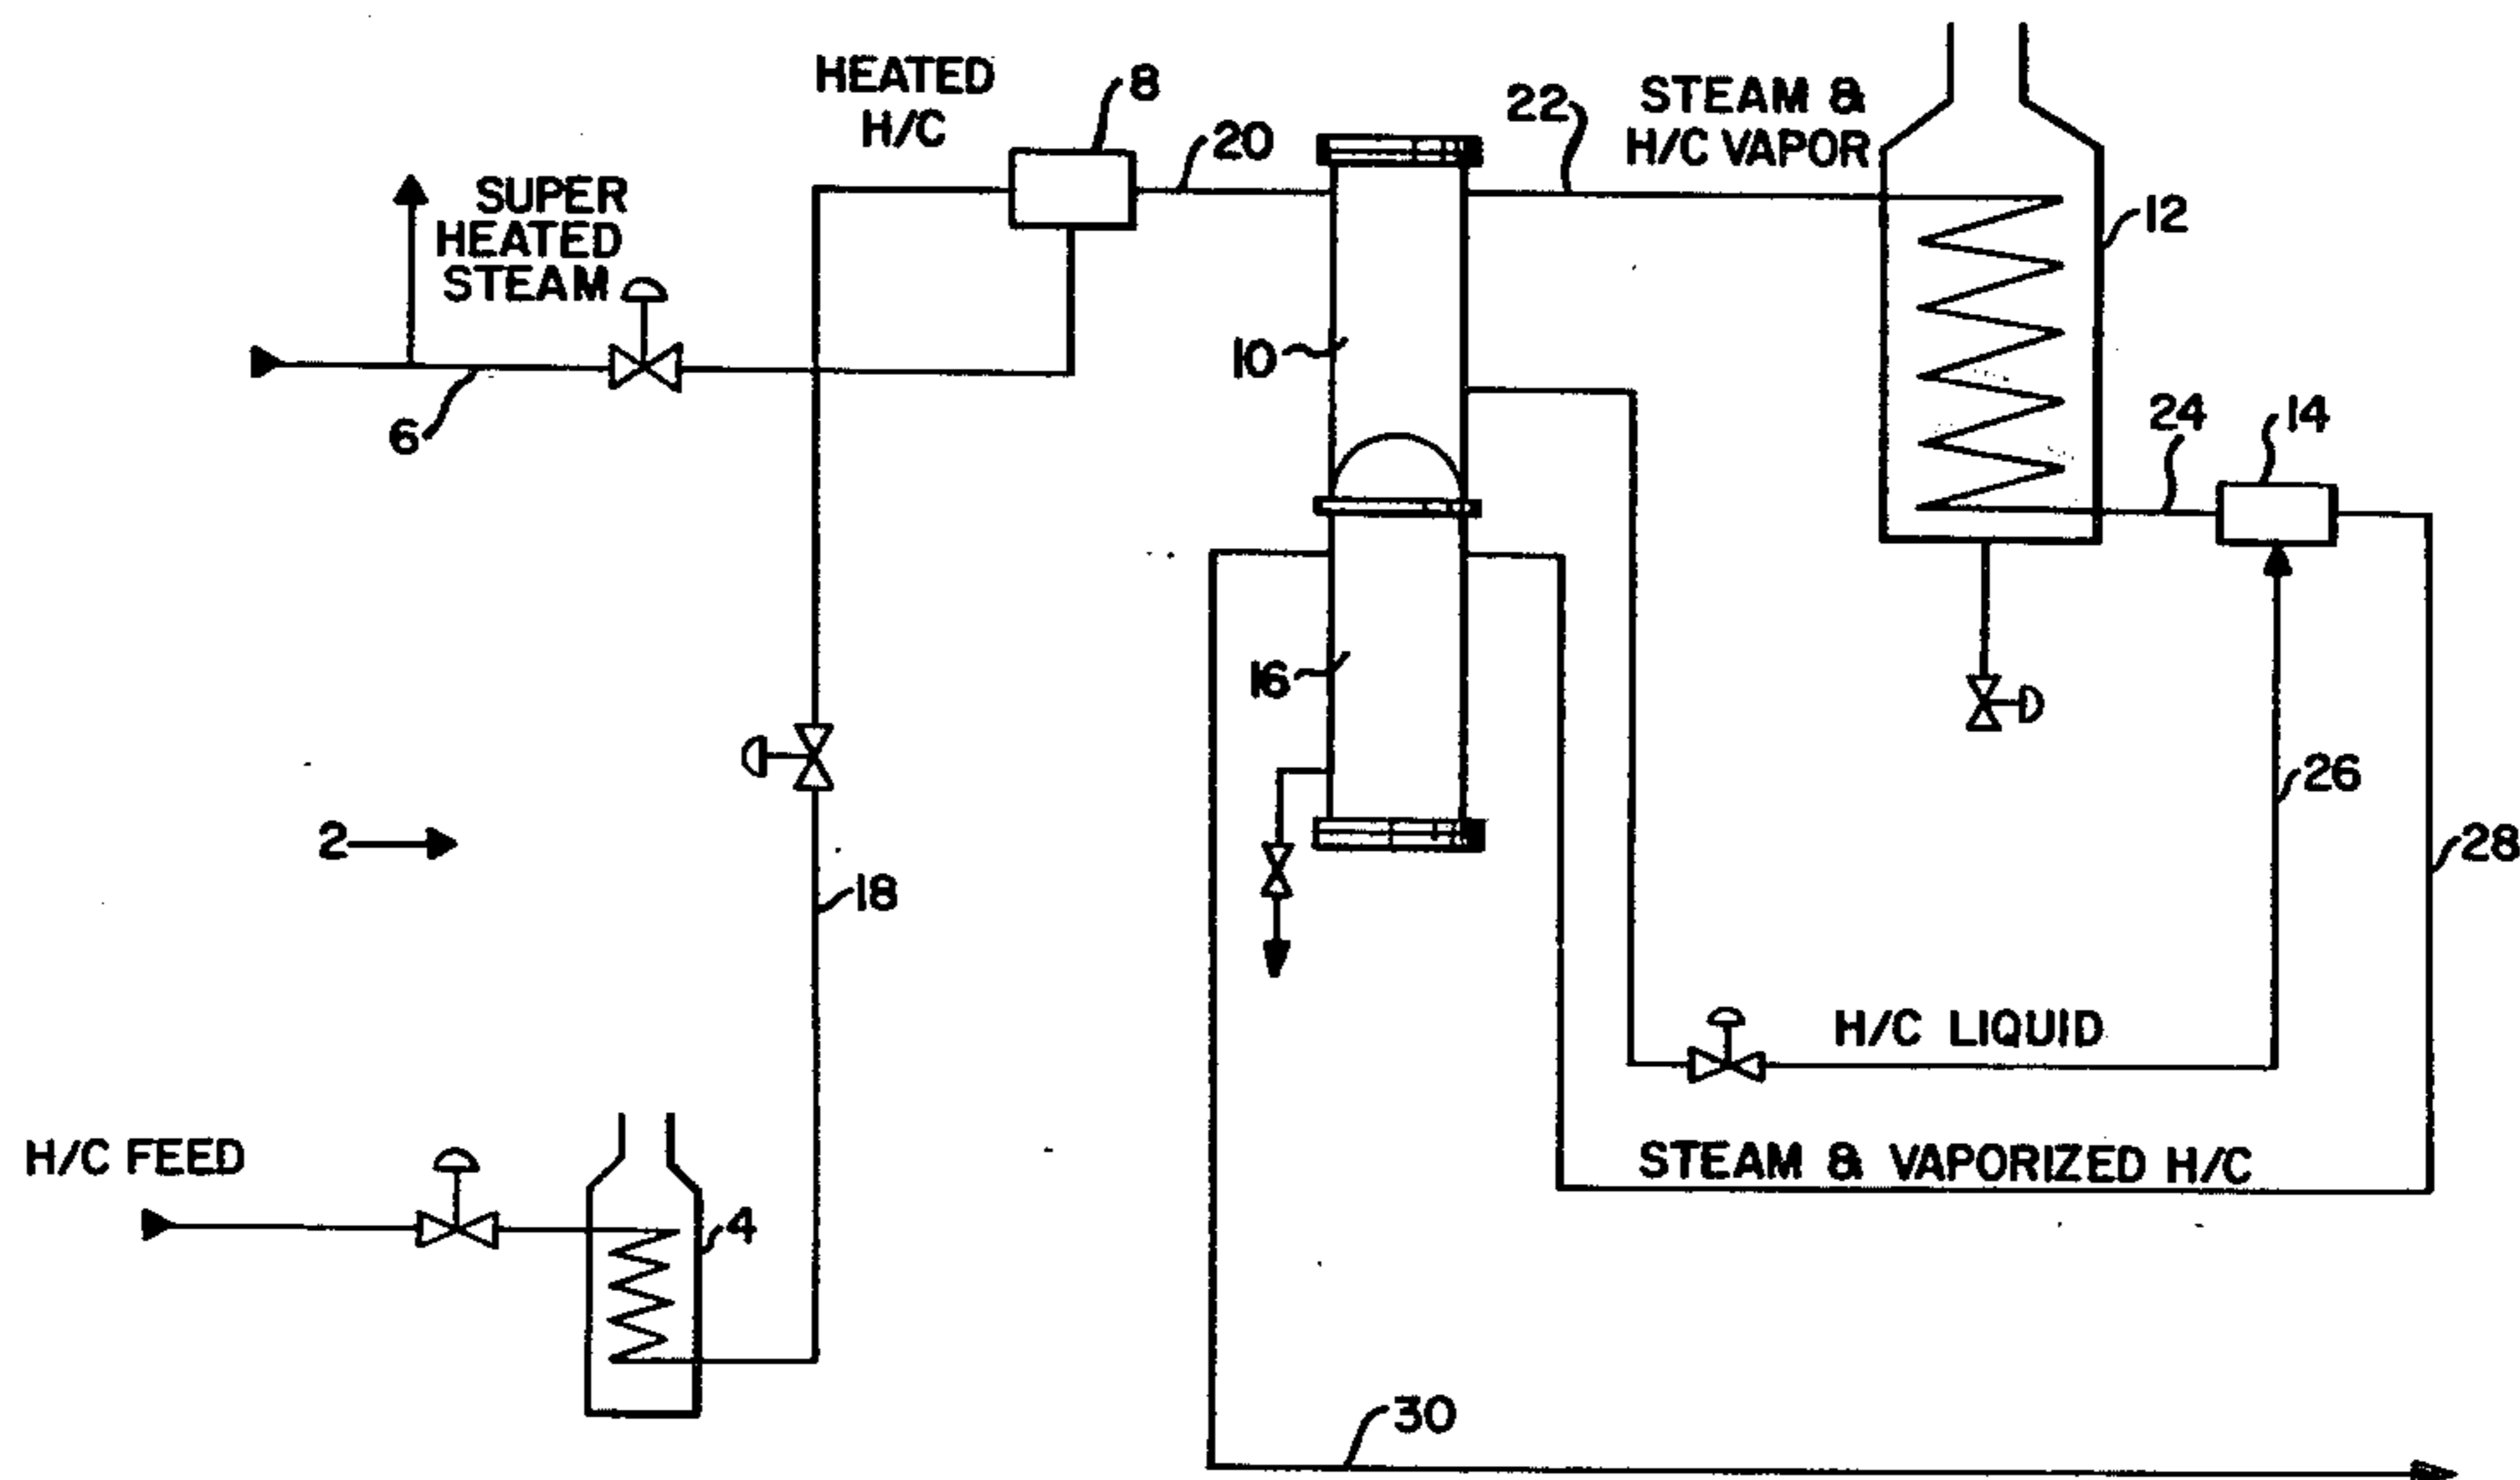 HEATED
H/C
8
20
22
STEAM &
H/C VAPOR
12
SUPER
HEATED
STEAM
6
10
24
14
16
26
2
18
28
H/C LIQUID
H/C FEED
4
STEAM & VAPORIZED H/C
30